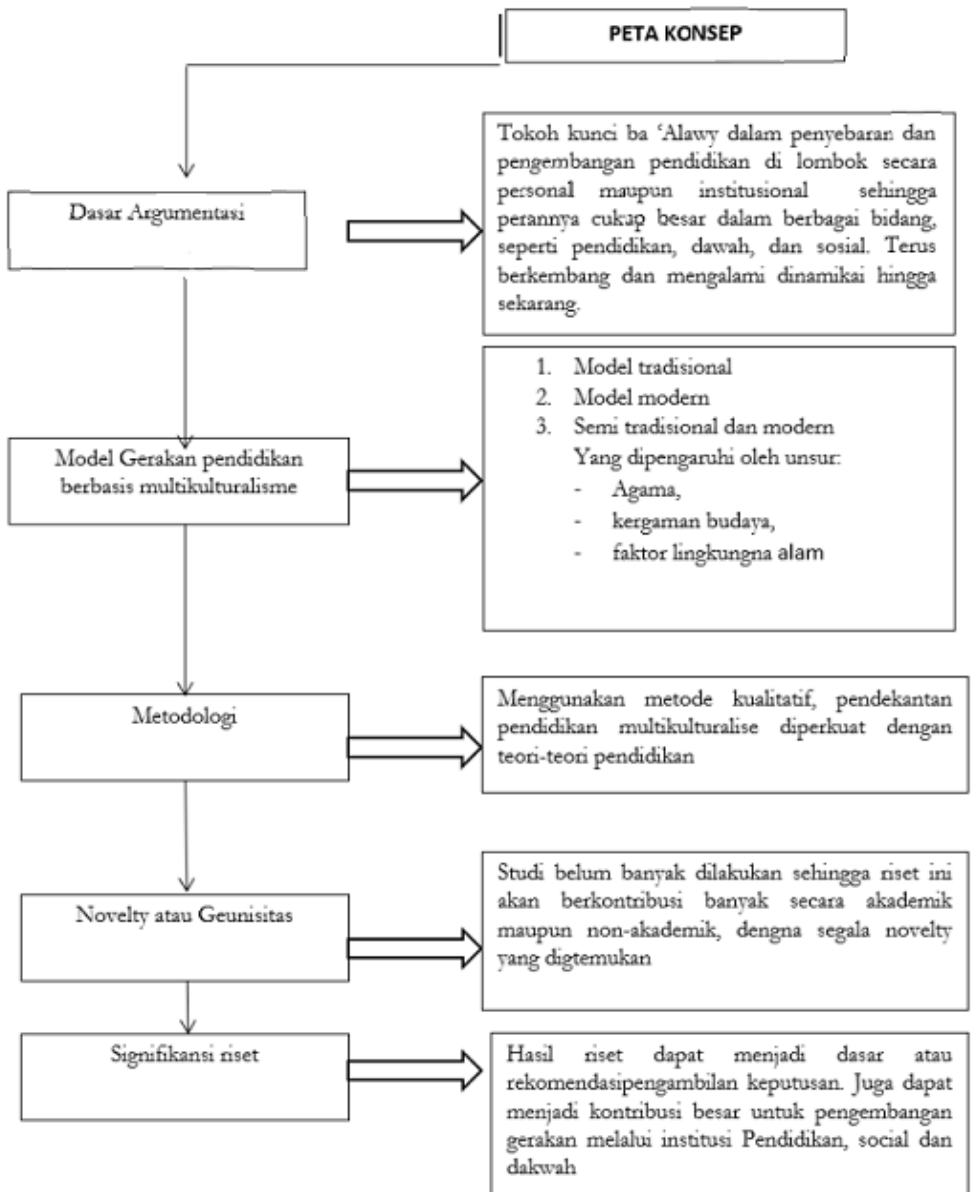 PETA KONSEP
Dasar Argumentasi
Tokoh kunci ba ‘Alawy dalam penyebaran dan
pengembangan pendidikan di lombok secara
personal maupun institusional sehingga
perannya cukap besar dalam berbagai bidang,
seperti pendidikan, dawah, dan sosial. Terus
berkembang dan mengalami dinamikai hingga
sekarang.
Model Gerakan pendidikan
berbasis multikulturalisme
1. Model tradisional
2. Model modern
3. Semi tradisional dan modern
Yang dipengaruhi oleh unsur:
- Agama,
- kergaman budaya,
- faktor lingkungna alam
Metodologi
Menggunakan metode kualitatif, pendekantan
pendidikan multikulturalise diperkuat dengan
teori-teori pendidikan
Novelty atau Geunisitas
Studi belum banyak dilakukan sehingga riset ini
akan berkontribusi banyak secara akademik
maupun non-akademik, dengna segala novelty
yang digtemukan
Signifikansi riset
Hasil riset dapat menjadi dasar atau
rekomendasipengambilan keputusan. Juga dapat
menjadi kontribusi besar untuk pengembangan
gerakan melalui institusi Pendidikan, social dan
dakwah